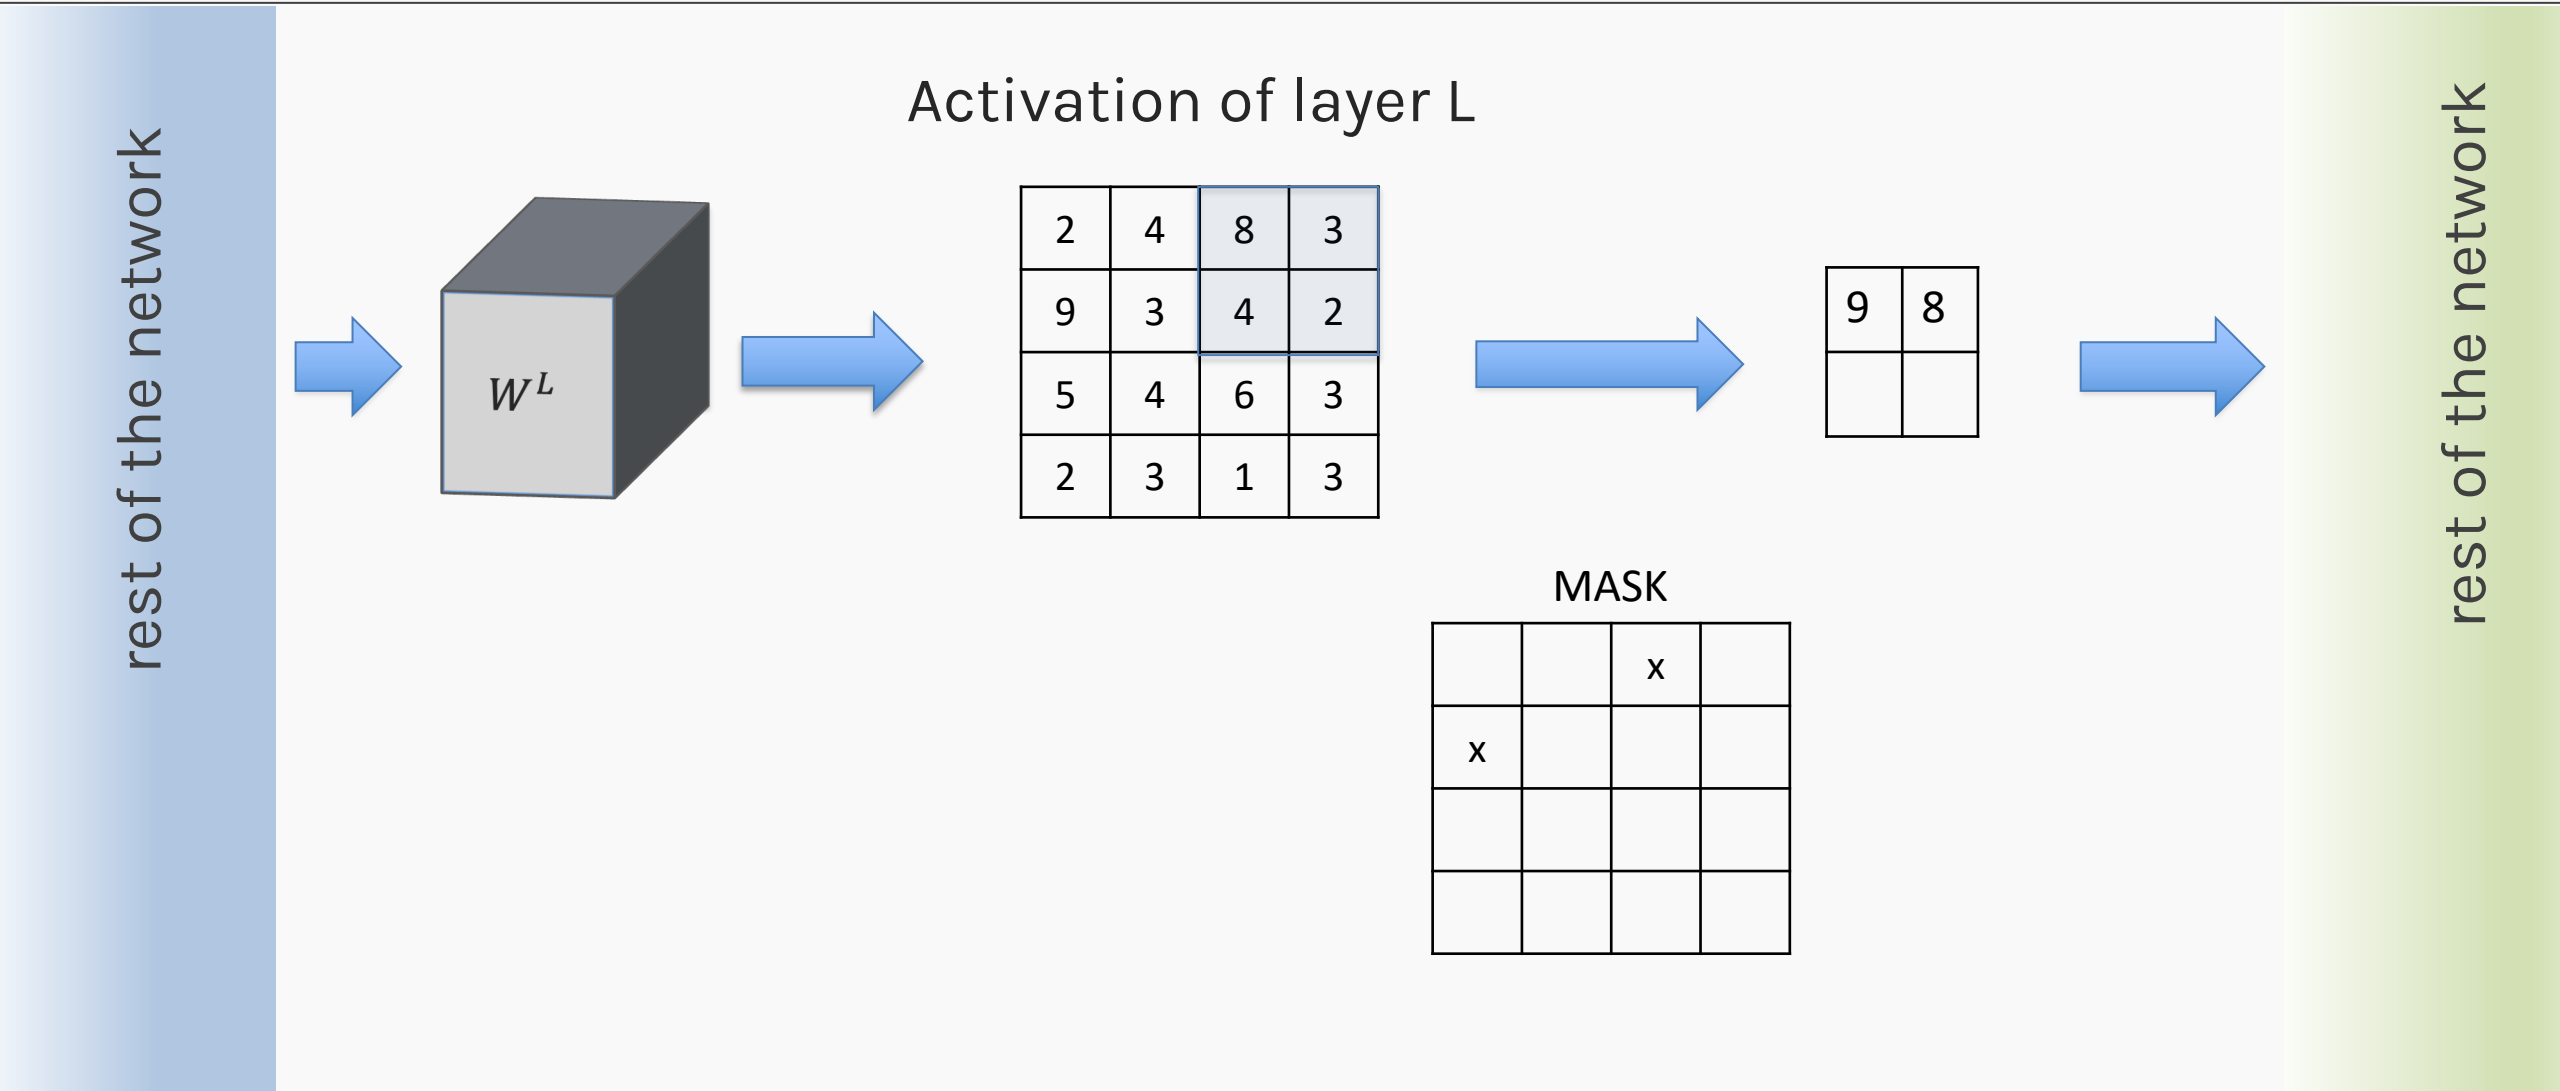 Activation of layer L
rest of the network
W^L
2 4 8 3
9 3 4 2
5 4 6 3
2 3 1 3
9 8
rest of the network
MASK
x
x